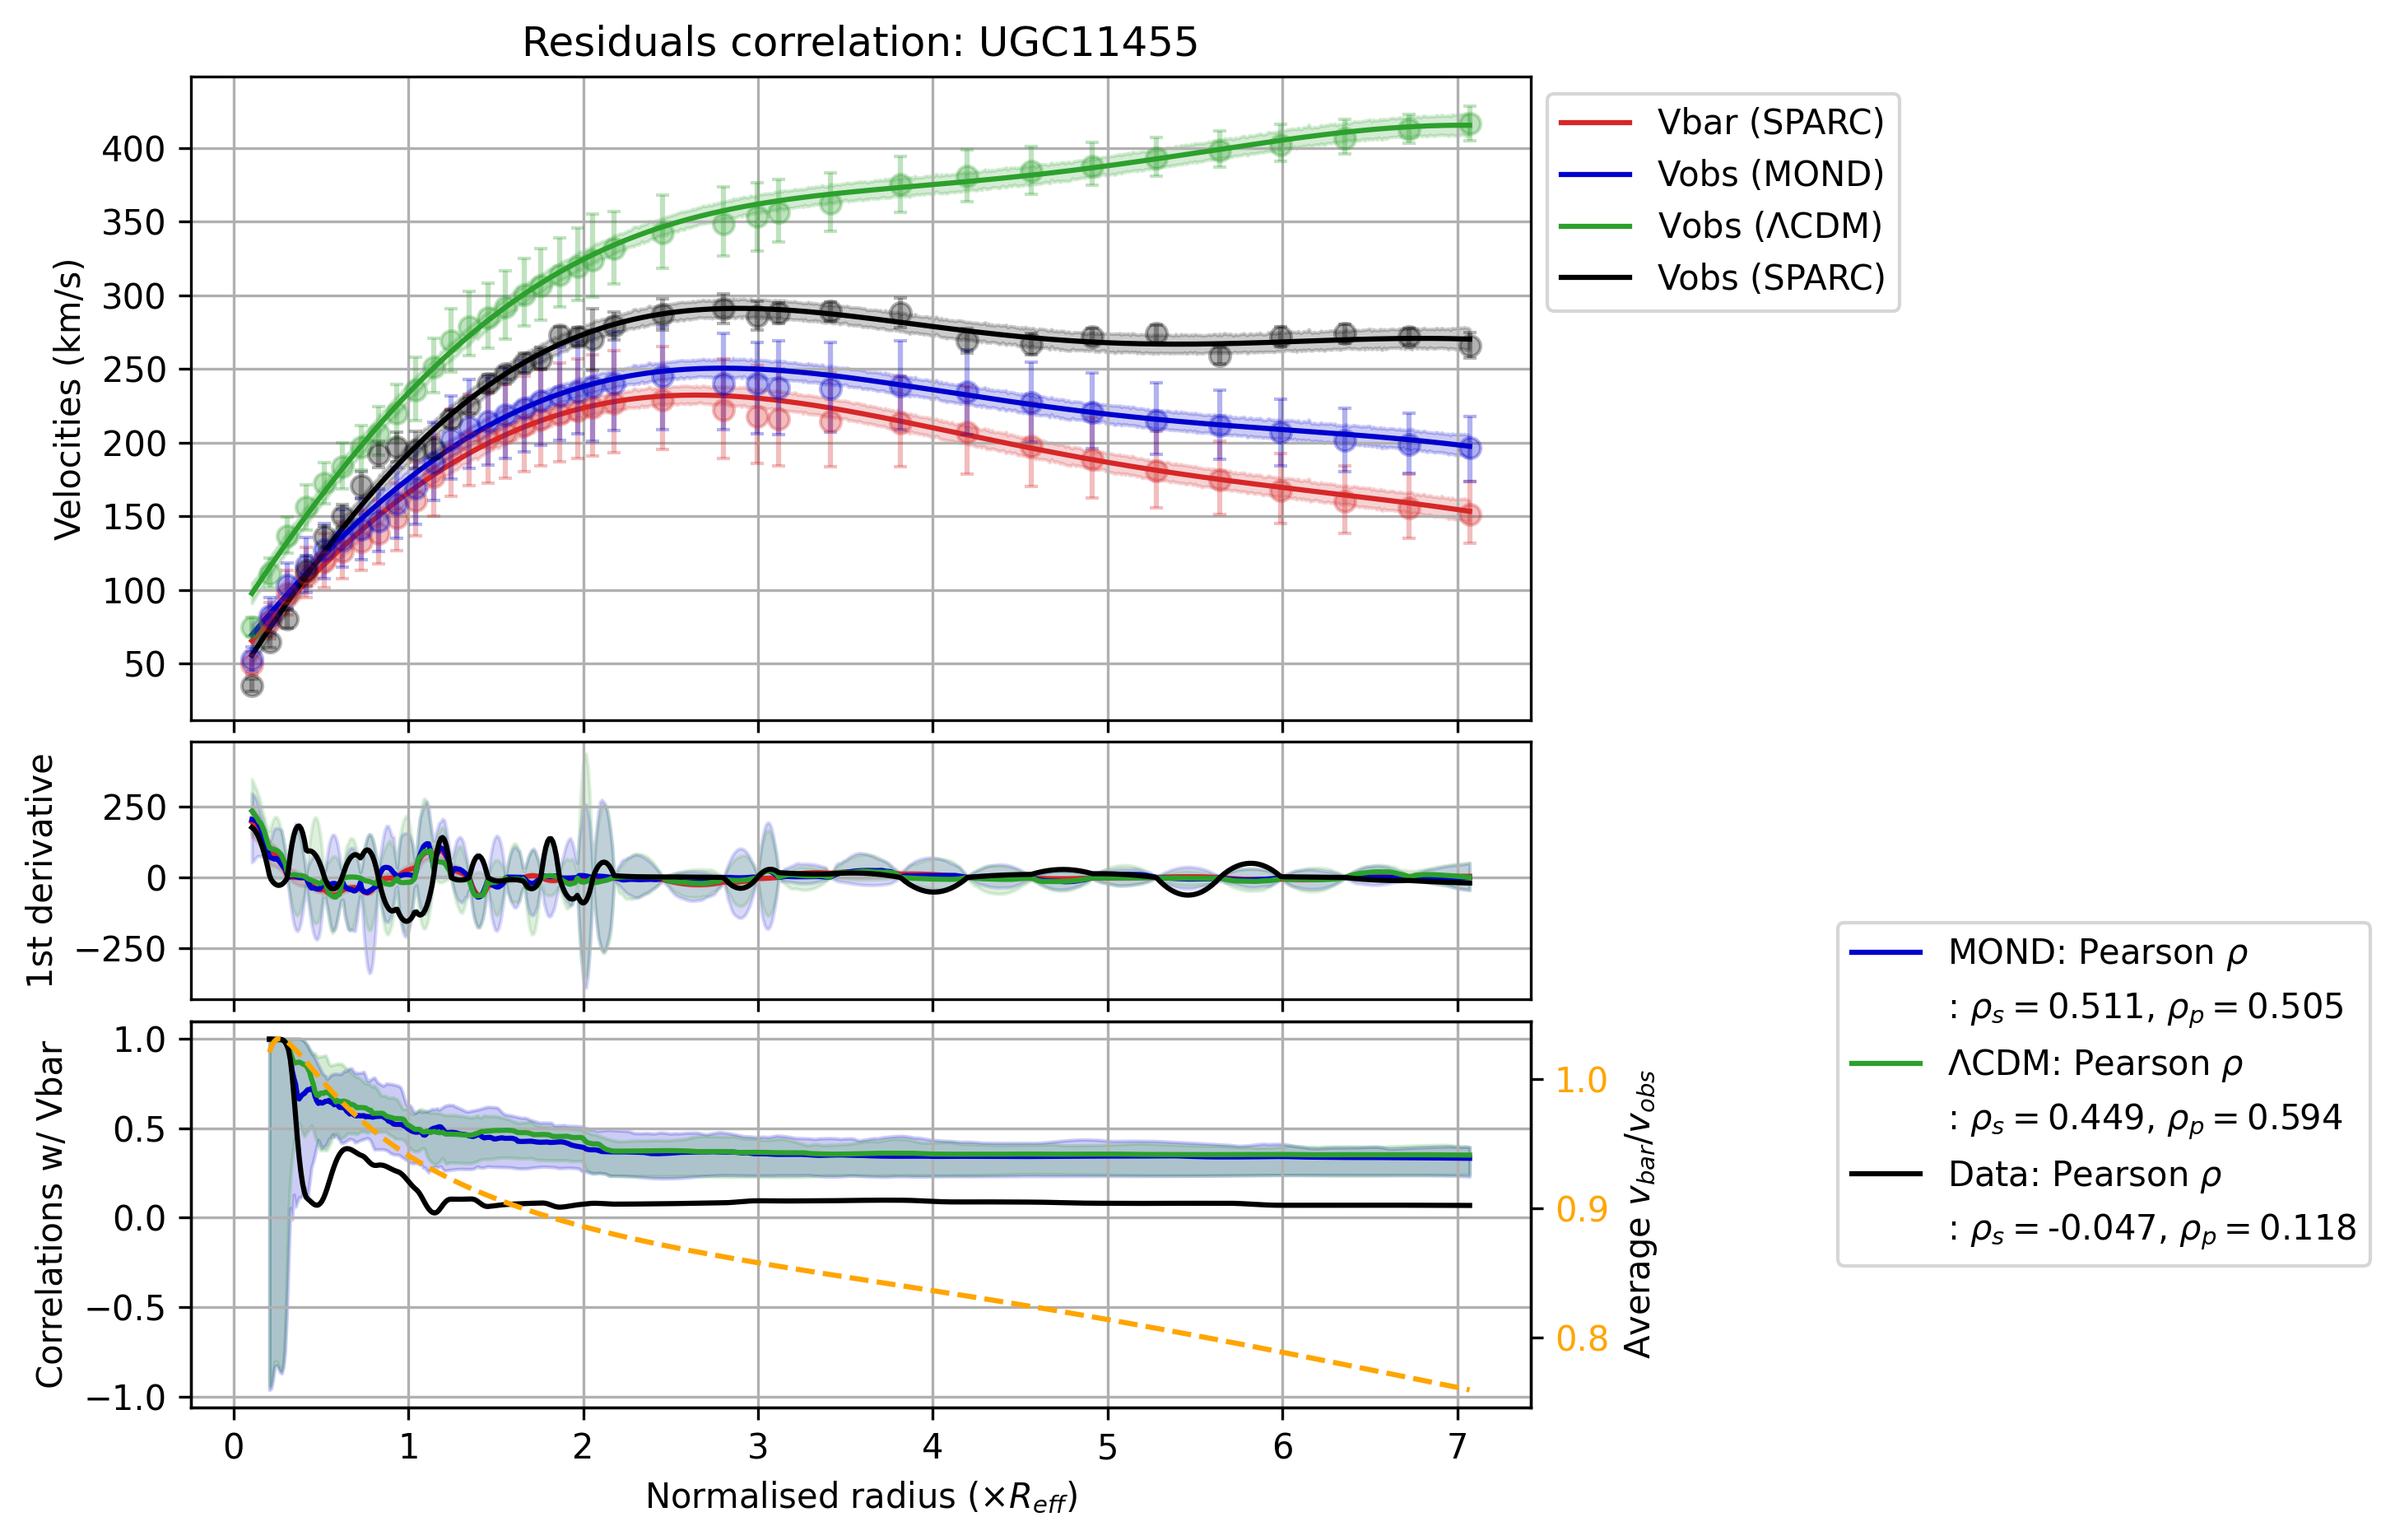 Residuals correlation: UGC11455
Velocities (km/s)
400
350
300
250
200
150
100
50
Vbar (SPARC)
Vobs (MOND)
Vobs (ΛCDM)
Vobs (SPARC)
1st derivative
250
0
−250
Correlations w/ Vbar
1.0
0.5
0.0
−0.5
−1.0
1.0
0.9
0.8
Average v_bar/v_obs
MOND: Pearson ρ
: ρ_s = 0.511, ρ_p = 0.505
ΛCDM: Pearson ρ
: ρ_s = 0.449, ρ_p = 0.594
Data: Pearson ρ
: ρ_s = -0.047, ρ_p = 0.118
0 1 2 3 4 5 6 7
Normalised radius (×R_eff)